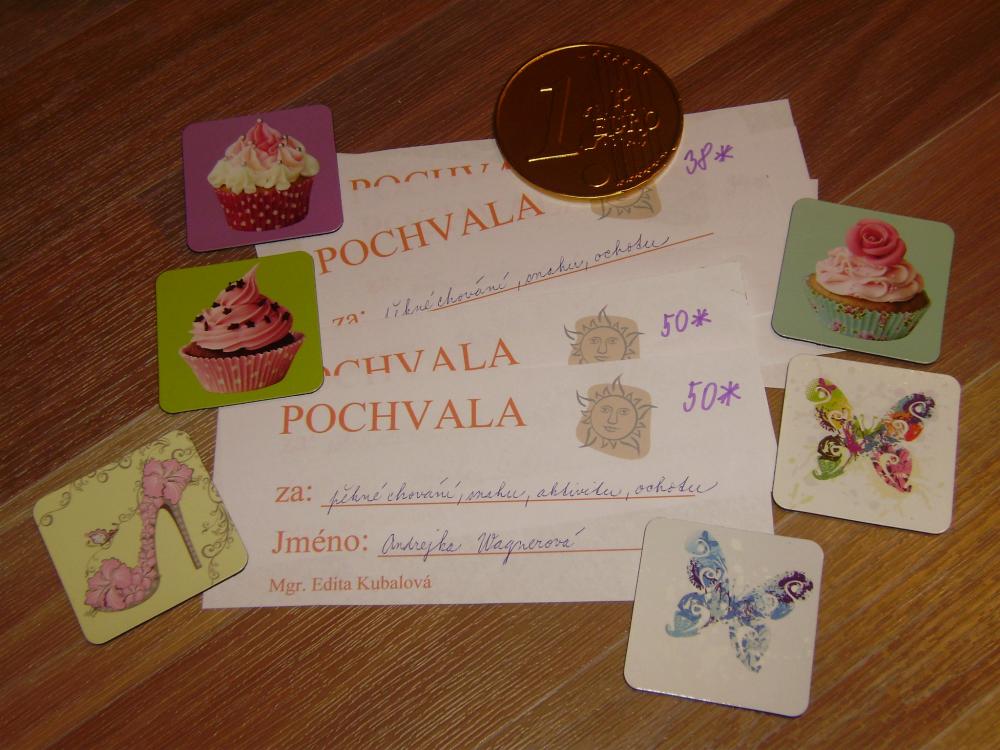 1
EURO
38*
POCHVALA
POCHVALA
za: pěkné chování, snahu, ochotu
50*
POCHVALA
50*
POCHVALA
za: pěkné chování, snahu, aktivitu, ochotu
Jméno: Andrejka Wagnerová
Mgr. Edita Kubalová